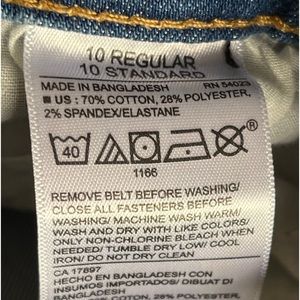 10 REGULAR
10 STANDARD
MADE IN BANGLADESH RN 54023
■ US : 70% COTTON, 28% POLYESTER,
2% SPANDEX/ELASTANE
40
1166
REMOVE BELT BEFORE WASHING/
CLOSE ALL FASTENERS BEFORE
WASHING/ MACHINE WASH WARM/
WASH AND DRY WITH LIKE COLORS/
ONLY NON-CHLORINE BLEACH WHEN
NEEDED/ TUMBLE DRY LOW/ COOL
IRON/ DO NOT DRY CLEAN
CA 17897
HECHO EN BANGLADESH CON
INSUMOS IMPORTADOS/ DISEÑADO EN